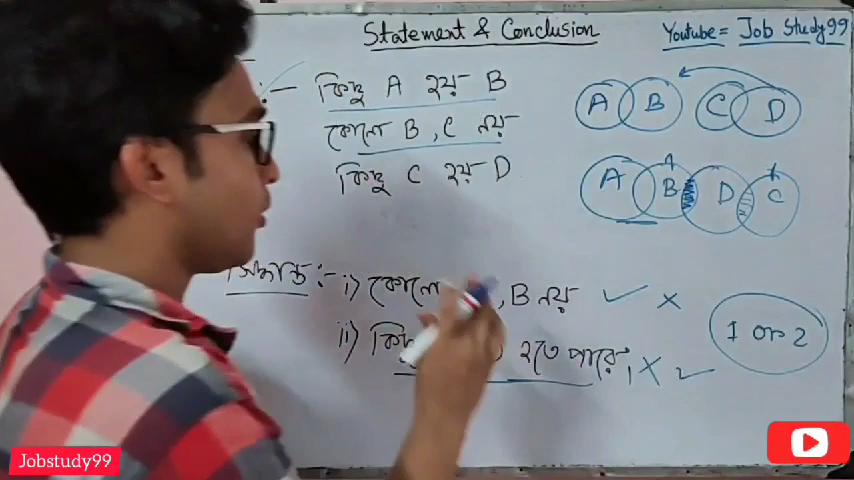 Statement & Conclusion
Youtube = Job Study99
:- কিছু A হয় B
কোনো B, C নয়
কিছু C হয় D
A B C D
A B D C
সিদ্ধান্ত :- i) কোনো , B নয় ✓ ×
ii) হতে পারে। × ✓
1 or 2
Jobstudy99